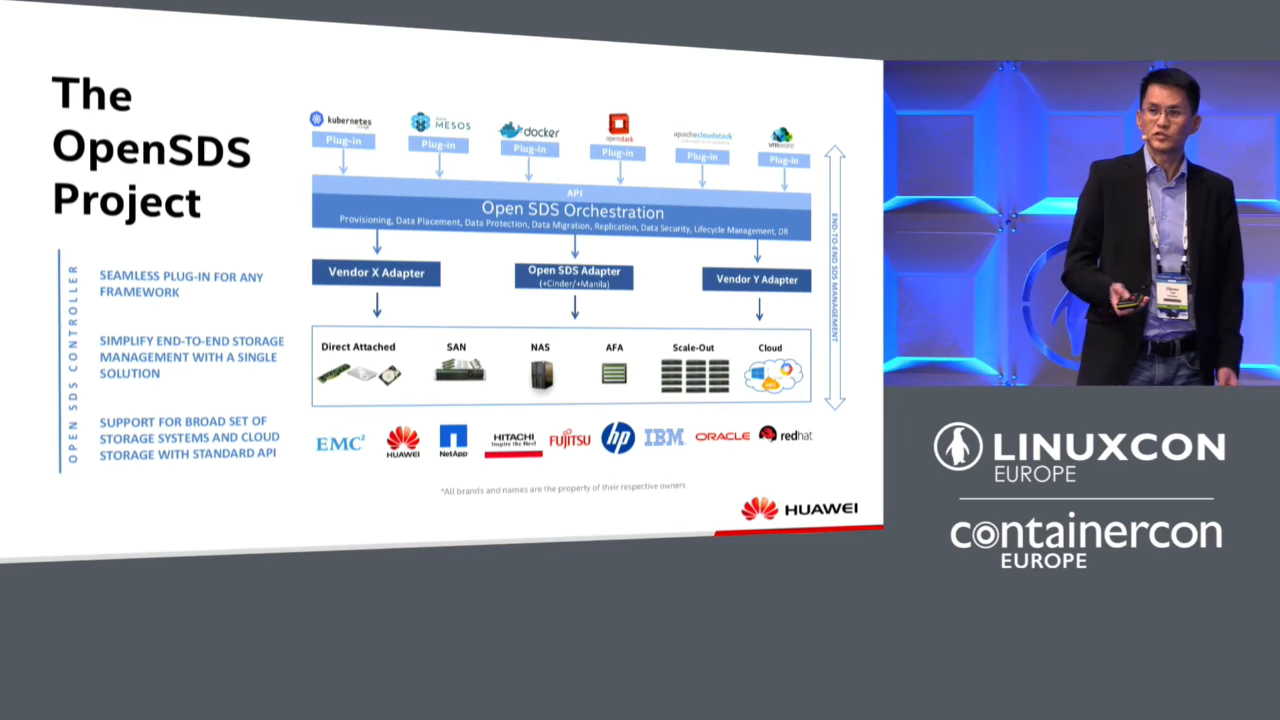 The
OpenSDS
Project
OPEN SDS CONTROLLER
SEAMLESS PLUG-IN FOR ANY
FRAMEWORK
SIMPLIFY END-TO-END STORAGE
MANAGEMENT WITH A SINGLE
SOLUTION
SUPPORT FOR BROAD SET OF
STORAGE SYSTEMS AND CLOUD
STORAGE WITH STANDARD API
kubernetes MESOS docker openstack apachecloudstack vmware
Plug-in Plug-in Plug-in Plug-in Plug-in Plug-in
API
Open SDS Orchestration
Provisioning, Data Placement, Data Protection, Data Migration, Replication, Data Security, Lifecycle Management, DR
Vendor X Adapter Open SDS Adapter Vendor Y Adapter
(+Cinder/+Manila)
Direct Attached SAN NAS AFA Scale-Out Cloud
END-TO-END SDS MANAGEMENT
EMC² HUAWEI NetApp HITACHI FUJITSU hp IBM ORACLE redhat
Inspire the Next
*All brands and names are the property of their respective owners
HUAWEI
LINUXCON
EUROPE
containercon
EUROPE